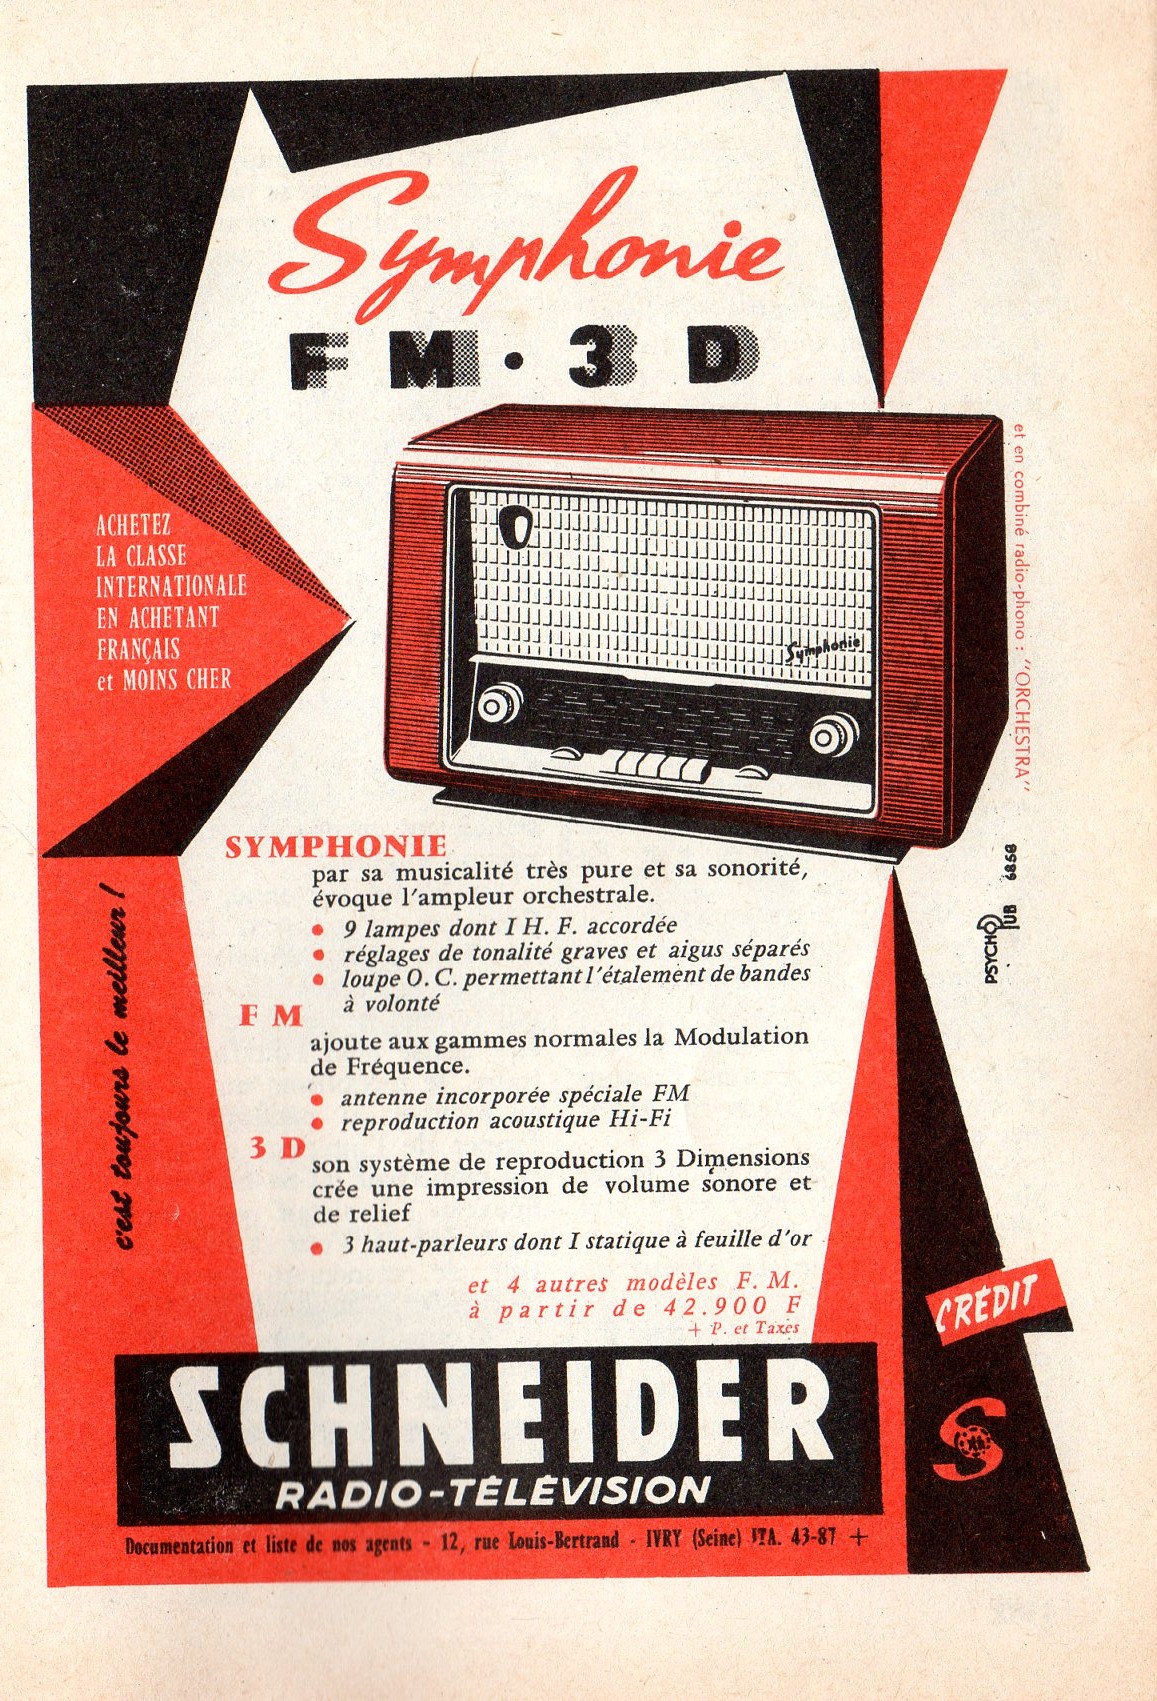 Symphonie
FM·3D
ACHETEZ
LA CLASSE
INTERNATIONALE
EN ACHETANT
FRANÇAIS
et MOINS CHER
Symphonie
et en combiné radio-phono : "ORCHESTRA"
SYMPHONIE
par sa musicalité très pure et sa sonorité,
évoque l'ampleur orchestrale.
• 9 lampes dont I H. F. accordée
• réglages de tonalité graves et aigus séparés
• loupe O. C. permettant l'étalement de bandes
à volonté
FM
ajoute aux gammes normales la Modulation
de Fréquence.
• antenne incorporée spéciale FM
• reproduction acoustique Hi-Fi
3 D
son système de reproduction 3 Dimensions
crée une impression de volume sonore et
de relief
• 3 haut-parleurs dont I statique à feuille d'or
et 4 autres modèles F. M.
à partir de 42.900 F
+ P. et Taxes
c'est toujours le meilleur !
PSYCHO PUB 6858
CRÉDIT
S
SCHNEIDER
RADIO-TÉLÉVISION
Documentation et liste de nos agents - 12, rue Louis-Bertrand - IVRY (Seine) ITA. 43-87 +